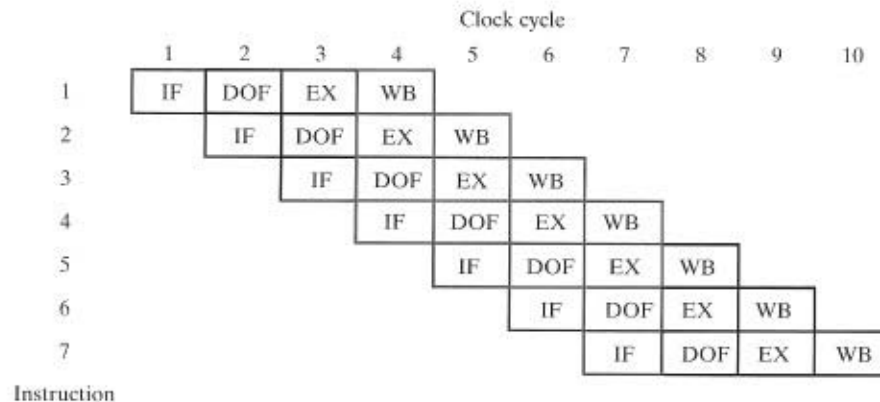 Clock cycle
1 2 3 4 5 6 7 8 9 10
1 IF DOF EX WB
2 IF DOF EX WB
3 IF DOF EX WB
4 IF DOF EX WB
5 IF DOF EX WB
6 IF DOF EX WB
7 IF DOF EX WB
Instruction